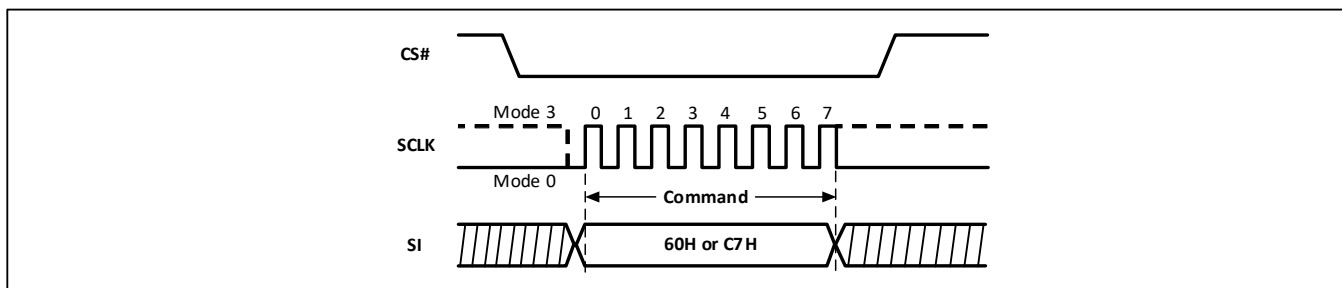 CS#
Mode 3 0 1 2 3 4 5 6 7
SCLK
Mode 0
Command
SI 60H or C7H